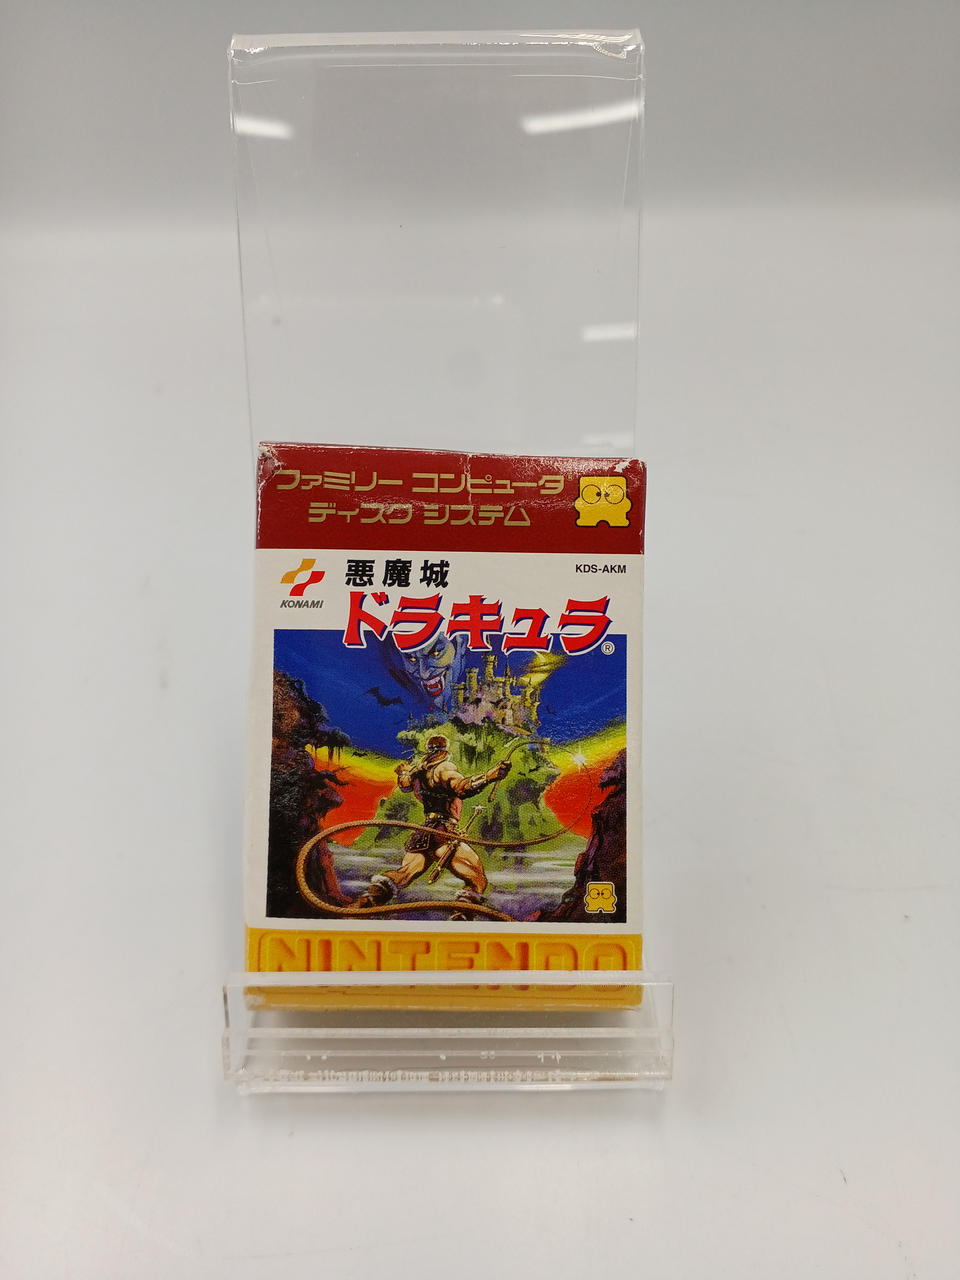 ファミリー コンピュータ
ディスク システム
KONAMI
悪魔城
KDS-AKM
ドラキュラ®
NINTENDO